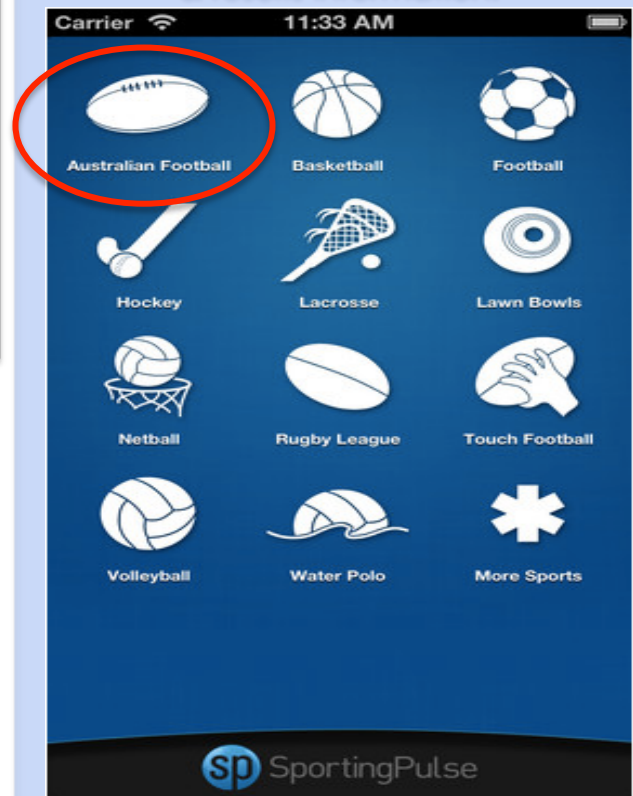 Carrier 11:33 AM
Australian Football Basketball Football
Hockey Lacrosse Lawn Bowls
Netball Rugby League Touch Football
Volleyball Water Polo More Sports
sp SportingPulse